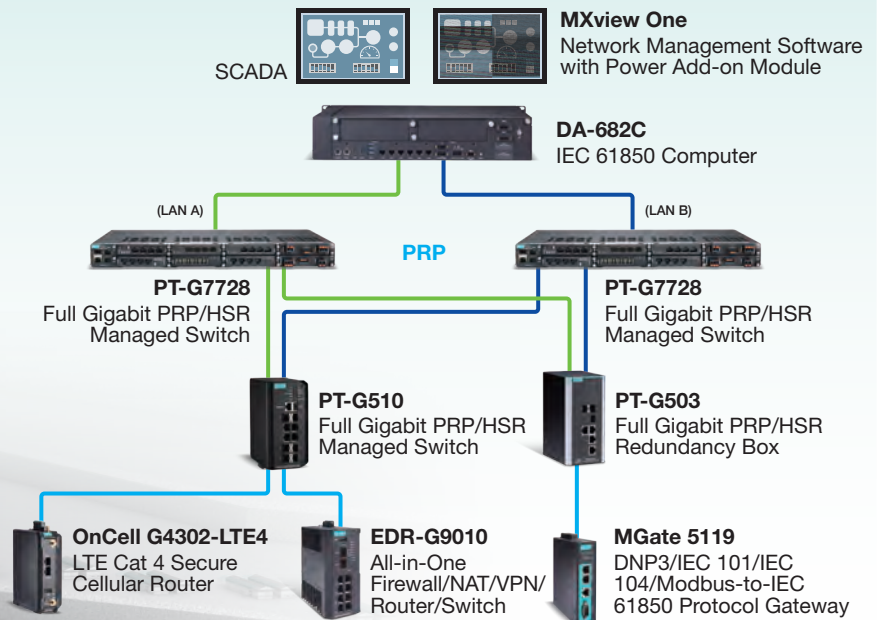 MXview One
Network Management Software
with Power Add-on Module
SCADA
DA-682C
IEC 61850 Computer
(LAN A)
(LAN B)
PRP
PT-G7728
Full Gigabit PRP/HSR
Managed Switch
PT-G7728
Full Gigabit PRP/HSR
Managed Switch
PT-G510
Full Gigabit PRP/HSR
Managed Switch
PT-G503
Full Gigabit PRP/HSR
Redundancy Box
OnCell G4302-LTE4
LTE Cat 4 Secure
Cellular Router
EDR-G9010
All-in-One
Firewall/NAT/VPN/
Router/Switch
MGate 5119
DNP3/IEC 101/IEC
104/Modbus-to-IEC
61850 Protocol Gateway